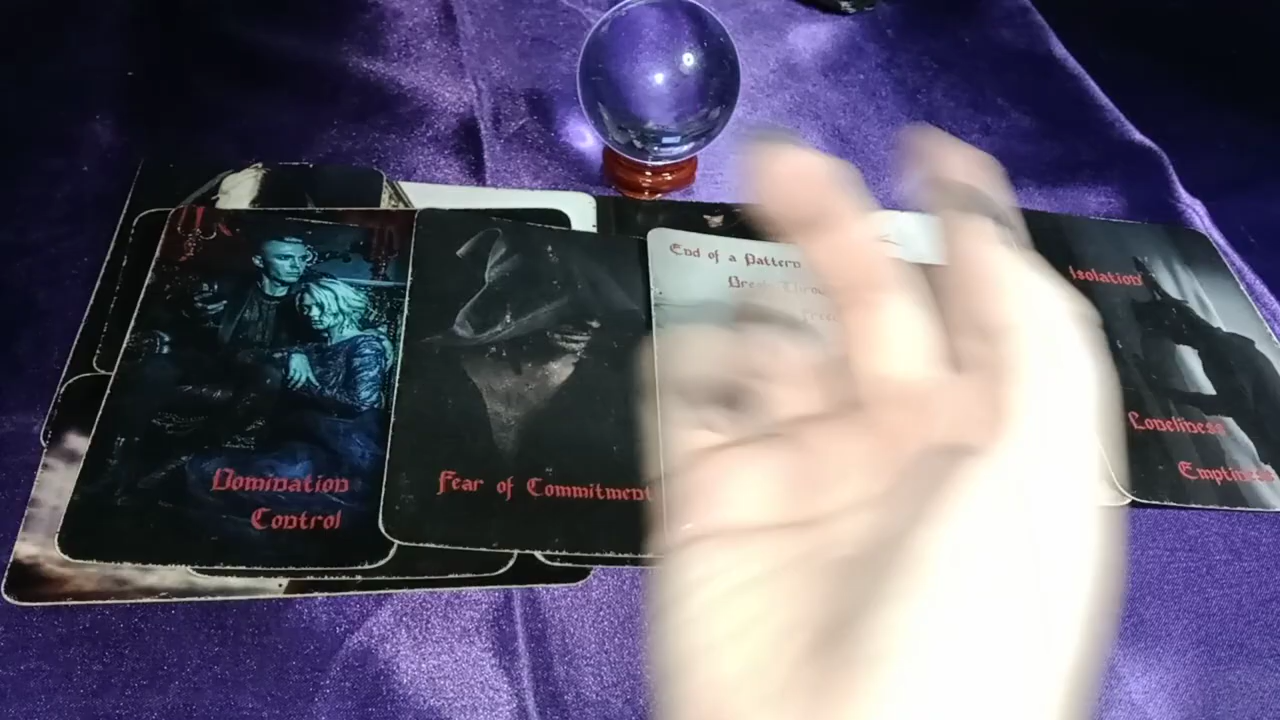 Domination
Control
Fear of Commitment
End of a Pattern
Isolation
Loneliness
Emptiness